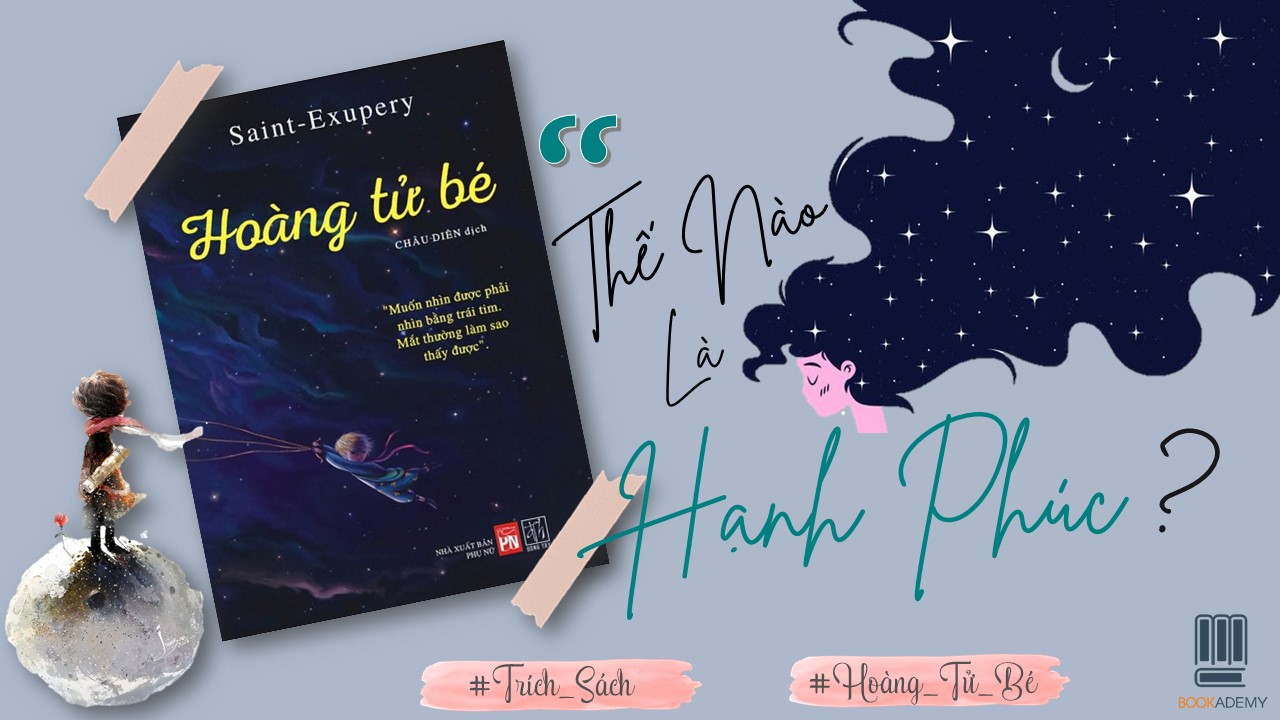 Saint-Exupery
Hoàng tử bé
CHÂU DIÊN dịch
"Muốn nhìn được phải
nhìn bằng trái tim.
Mắt thường làm sao
thấy được".
NHÀ XUẤT BẢN
PHỤ NỮ
PN
“
Thế Nào
Là
Hạnh Phúc ?
#Trích_Sách
#Hoàng_Tử_Bé
BOOKADEMY